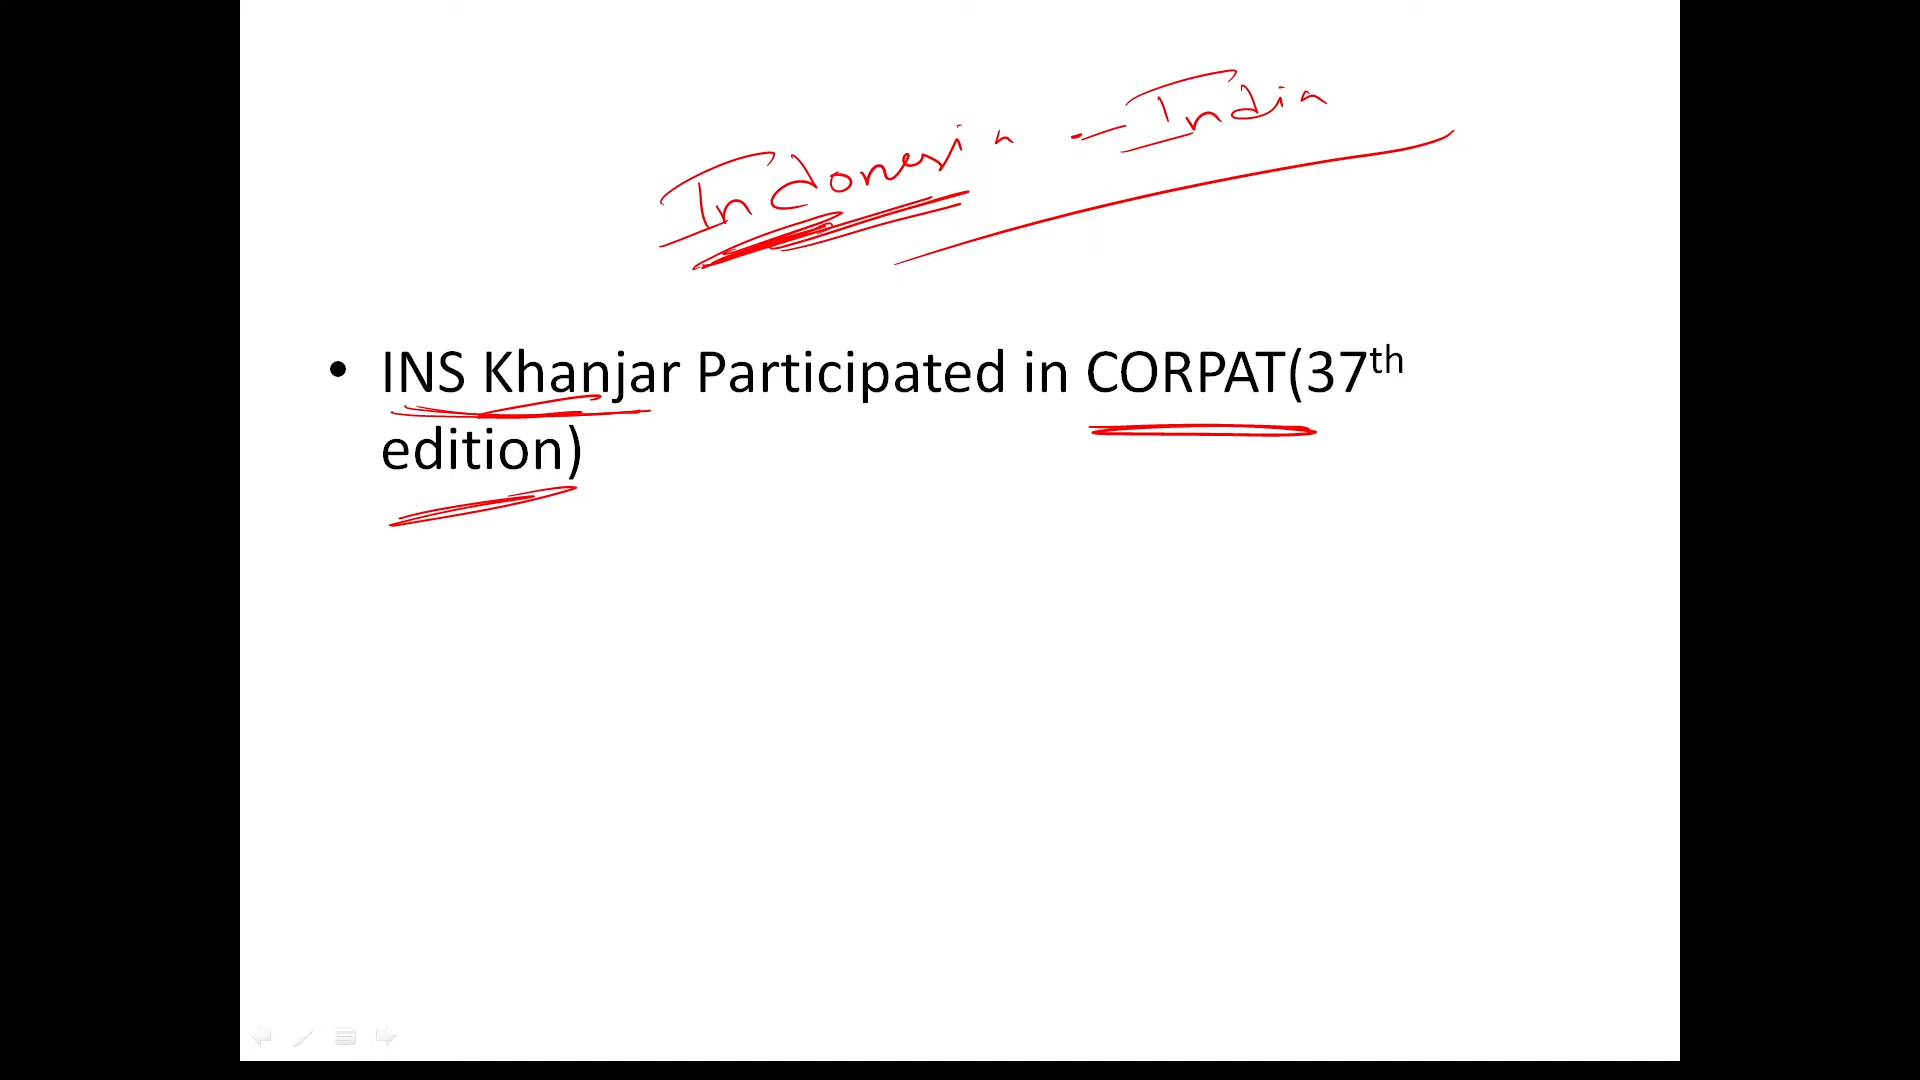 Indonesia - India
• INS Khanjar Participated in CORPAT(37th
edition)